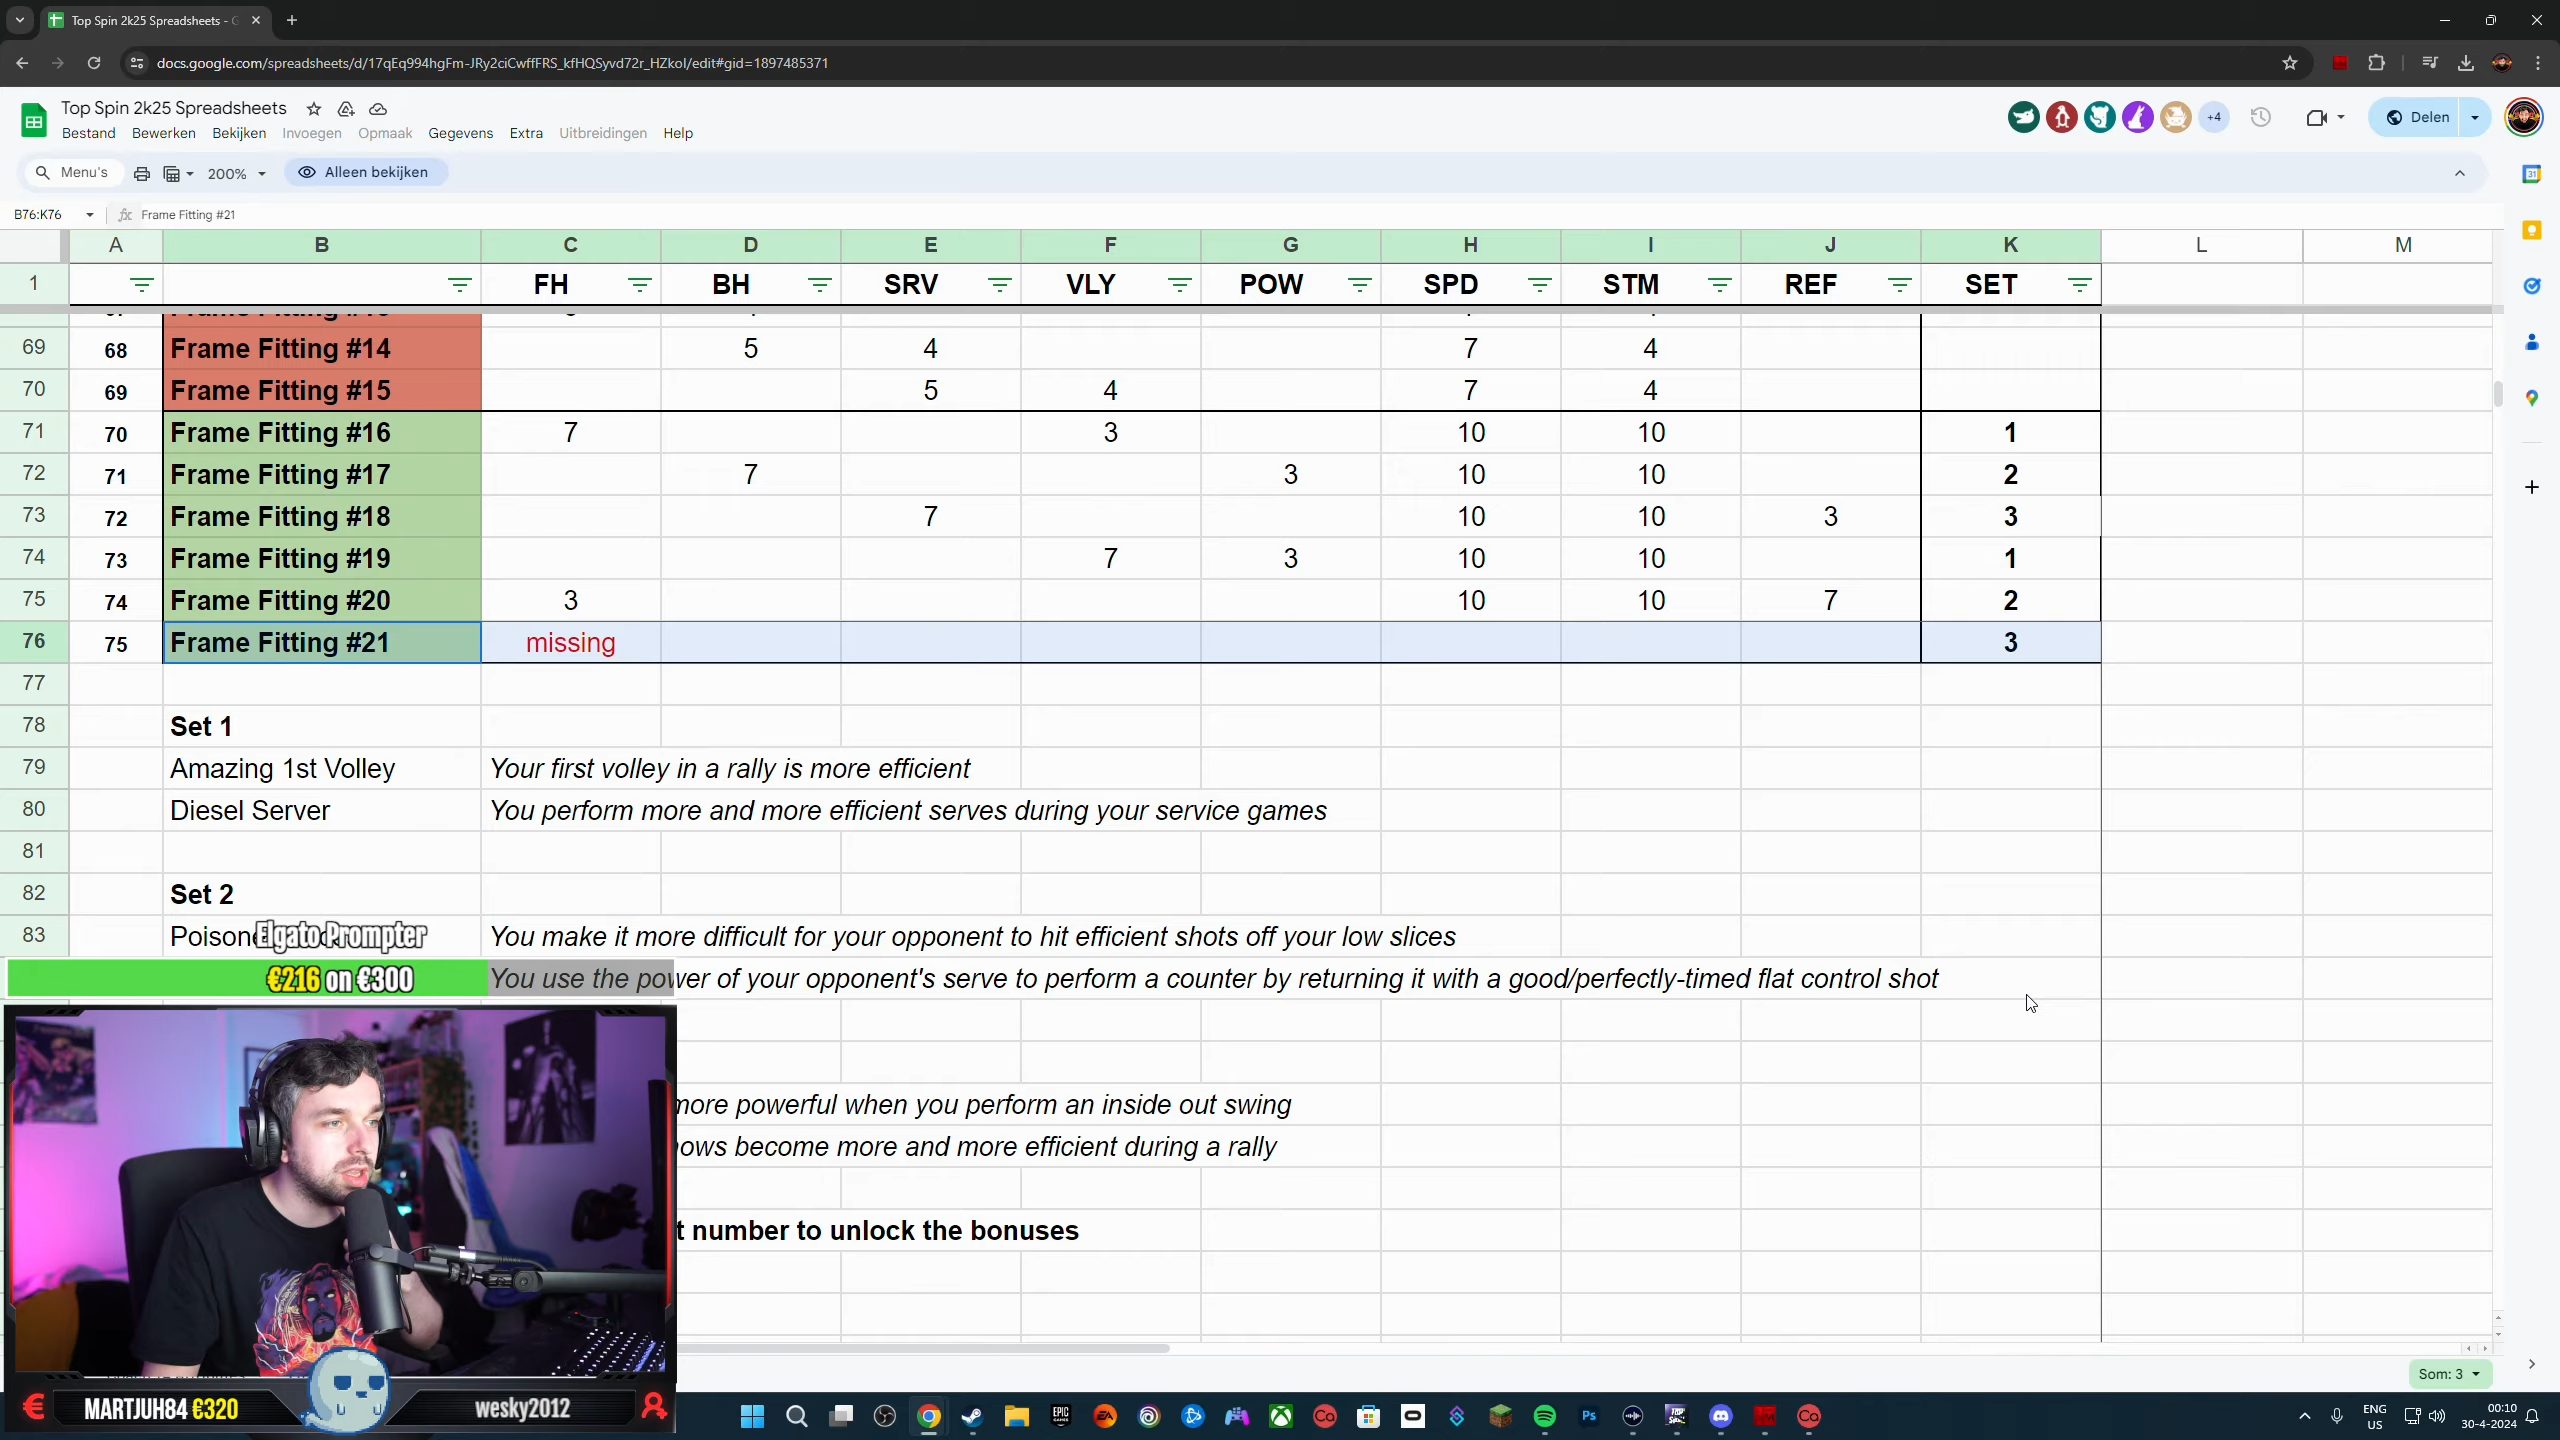 Top Spin 2k25 Spreadsheets - G
docs.google.com/spreadsheets/d/17qEq994hgFm-JRy2ciCwffFRS_kfHQSyvd72r_HZkoI/edit#gid=1897485371
Top Spin 2k25 Spreadsheets
Bestand Bewerken Bekijken Invoegen Opmaak Gegevens Extra Uitbreidingen Help
+4
Delen
Menu's 200% Alleen bekijken
B76:K76 fx Frame Fitting #21
A B C D E F G H I J K L M
1 FH BH SRV VLY POW SPD STM REF SET
69 68 Frame Fitting #14 5 4 7 4
70 69 Frame Fitting #15 5 4 7 4
71 70 Frame Fitting #16 7 3 10 10 1
72 71 Frame Fitting #17 7 3 10 10 2
73 72 Frame Fitting #18 7 10 10 3 3
74 73 Frame Fitting #19 7 3 10 10 1
75 74 Frame Fitting #20 3 10 10 7 2
76 75 Frame Fitting #21 missing 3
77
78 Set 1
79 Amazing 1st Volley Your first volley in a rally is more efficient
80 Diesel Server You perform more and more efficient serves during your service games
81
82 Set 2
83 Poisone You make it more difficult for your opponent to hit efficient shots off your low slices
Elgato Prompter
€216 on €300
You use the power of your opponent's serve to perform a counter by returning it with a good/perfectly-timed flat control shot
more powerful when you perform an inside out swing
ows become more and more efficient during a rally
t number to unlock the bonuses
Som: 3
MARTJUH84 €320
wesky2012
EPIC GAMES
EA
Ps
TOP SPIN
ENG
US
00:10
30-4-2024